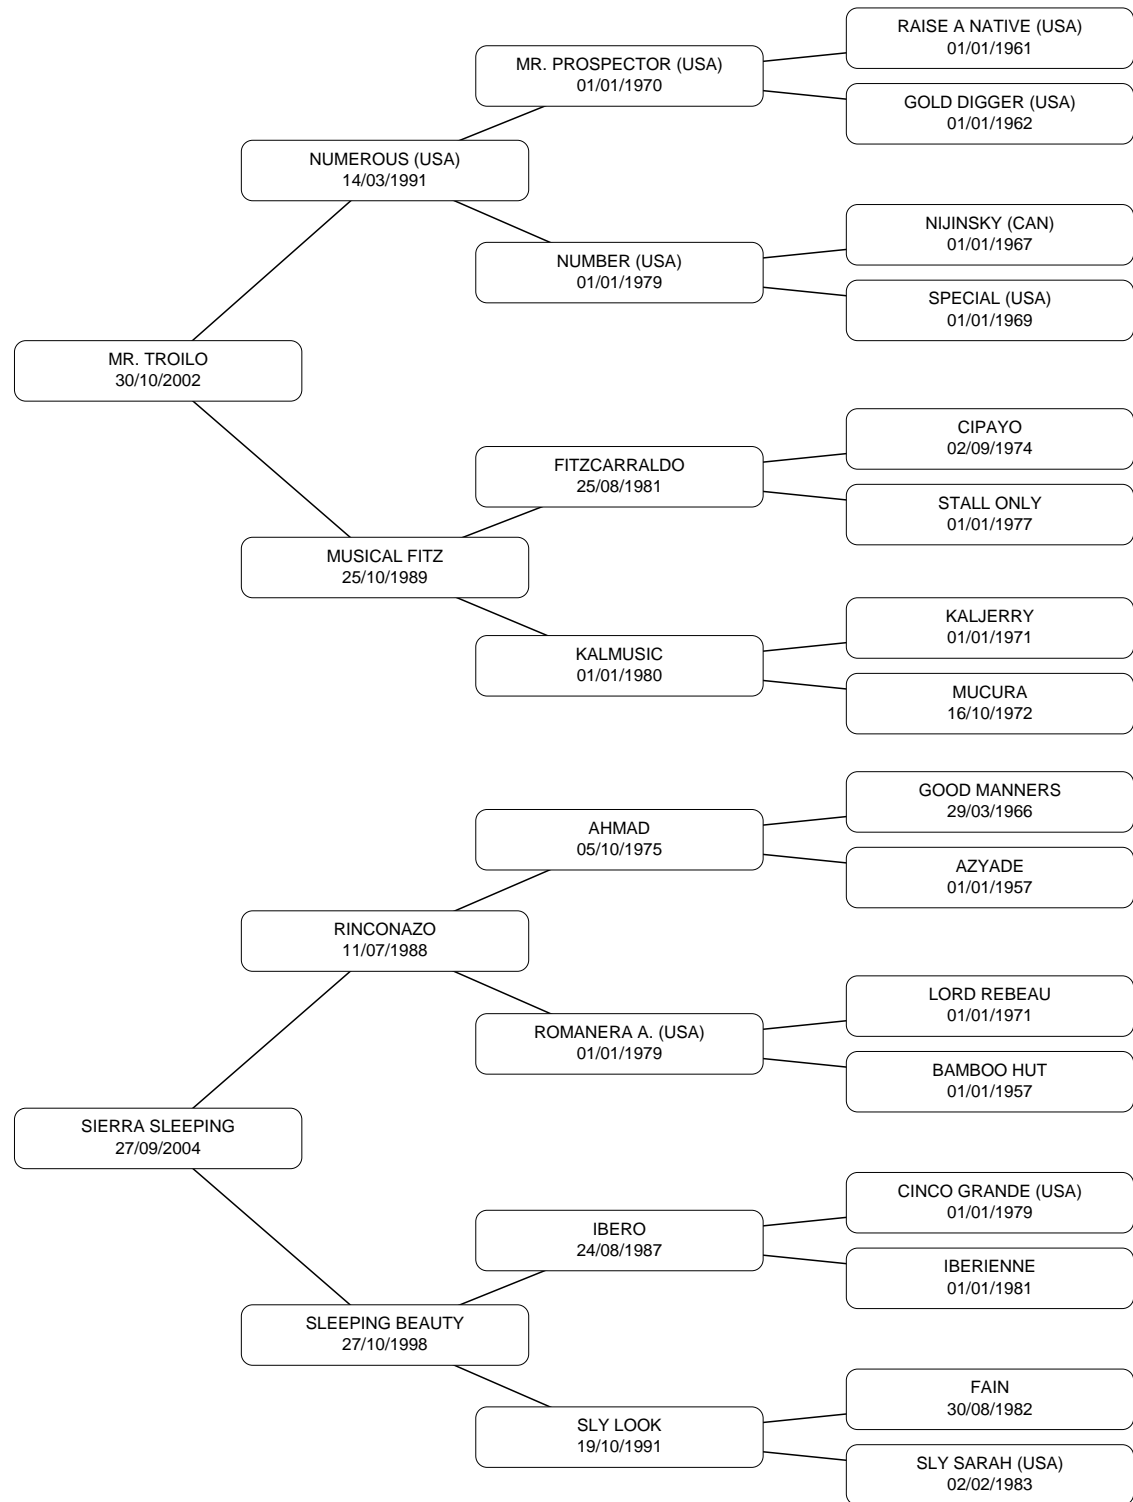 RAISE A NATIVE (USA)
01/01/1961
MR. PROSPECTOR (USA)
01/01/1970
GOLD DIGGER (USA)
01/01/1962
NUMEROUS (USA)
14/03/1991
NIJINSKY (CAN)
01/01/1967
NUMBER (USA)
01/01/1979
SPECIAL (USA)
01/01/1969
MR. TROILO
30/10/2002
CIPAYO
02/09/1974
FITZCARRALDO
25/08/1981
STALL ONLY
01/01/1977
MUSICAL FITZ
25/10/1989
KALJERRY
01/01/1971
KALMUSIC
01/01/1980
MUCURA
16/10/1972
GOOD MANNERS
29/03/1966
AHMAD
05/10/1975
AZYADE
01/01/1957
RINCONAZO
11/07/1988
LORD REBEAU
01/01/1971
ROMANERA A. (USA)
01/01/1979
BAMBOO HUT
01/01/1957
SIERRA SLEEPING
27/09/2004
CINCO GRANDE (USA)
01/01/1979
IBERO
24/08/1987
IBERIENNE
01/01/1981
SLEEPING BEAUTY
27/10/1998
FAIN
30/08/1982
SLY LOOK
19/10/1991
SLY SARAH (USA)
02/02/1983